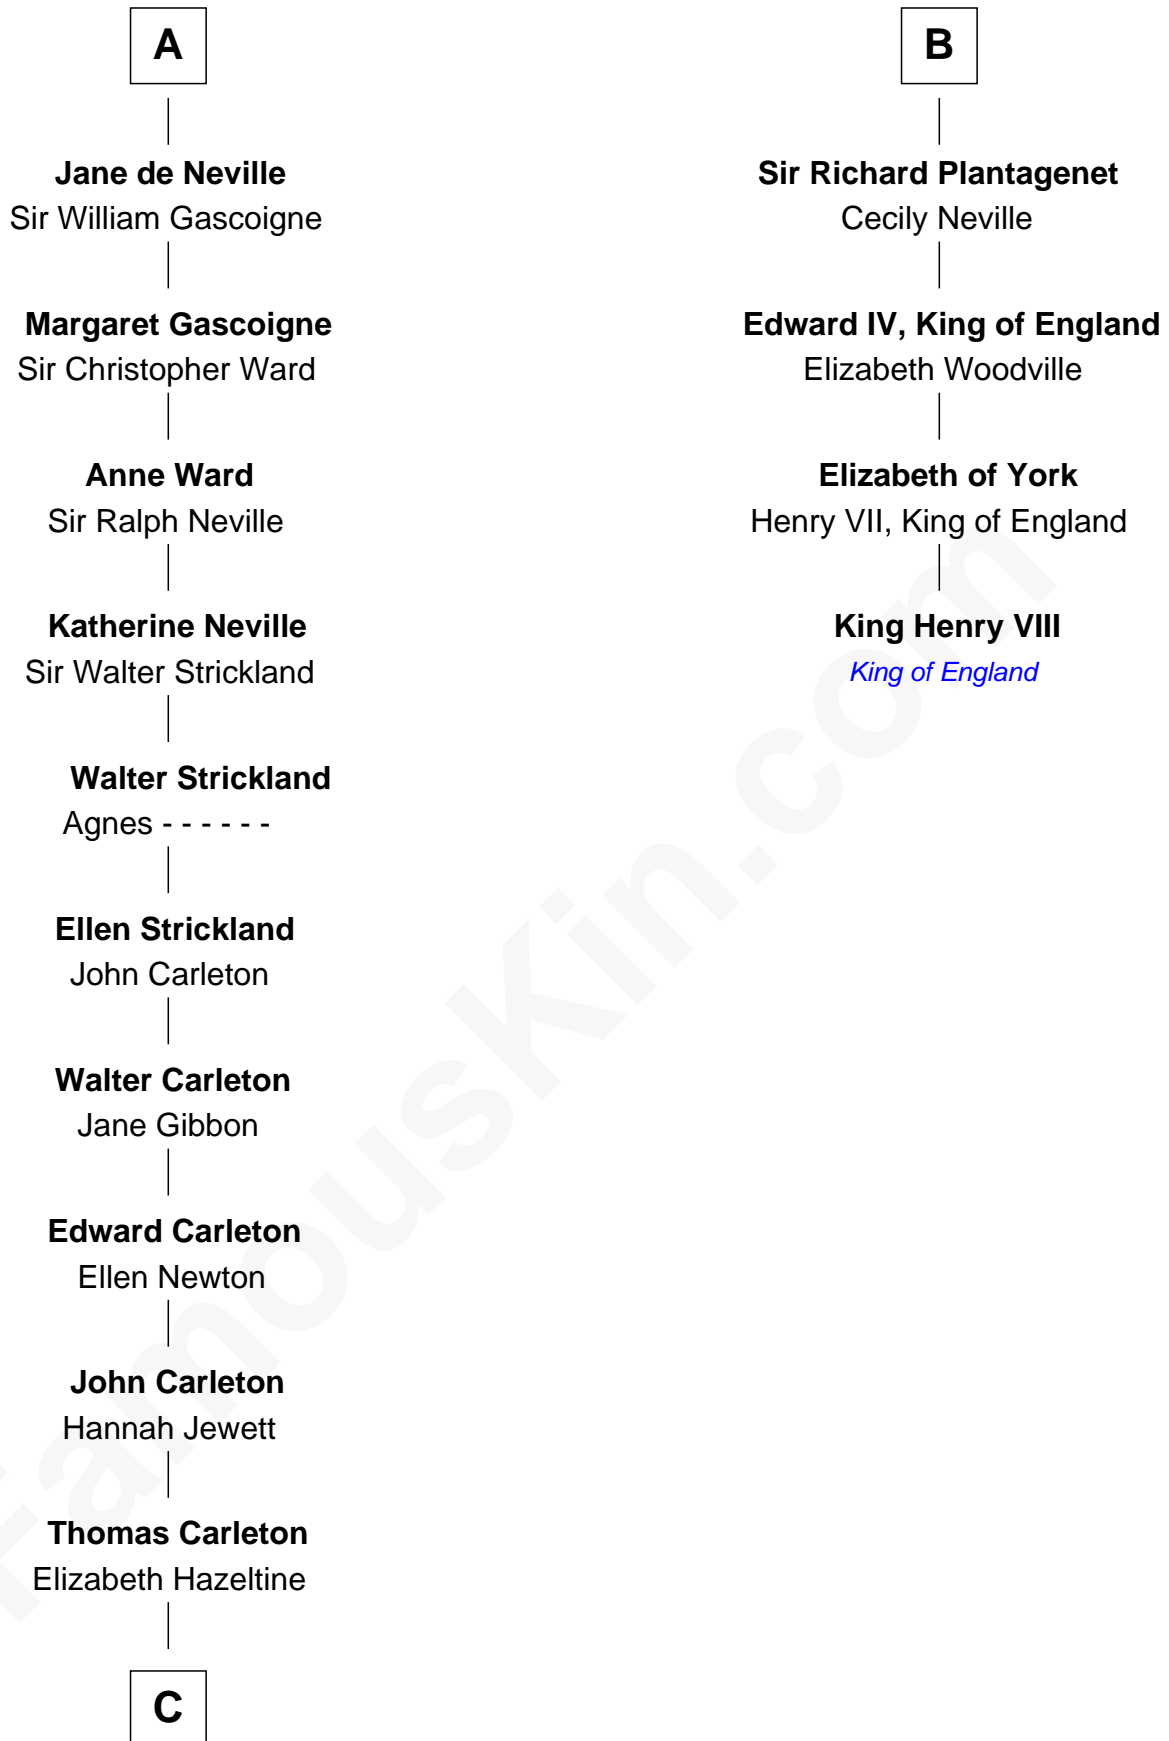 A
Jane de Neville
Sir William Gascoigne
Margaret Gascoigne
Sir Christopher Ward
Anne Ward
Sir Ralph Neville
Katherine Neville
Sir Walter Strickland
Walter Strickland
Agnes - - - - - -
Ellen Strickland
John Carleton
Walter Carleton
Jane Gibbon
Edward Carleton
Ellen Newton
John Carleton
Hannah Jewett
Thomas Carleton
Elizabeth Hazeltine
C
B
Sir Richard Plantagenet
Cecily Neville
Edward IV, King of England
Elizabeth Woodville
Elizabeth of York
Henry VII, King of England
King Henry VIII
King of England
FamousKin.com